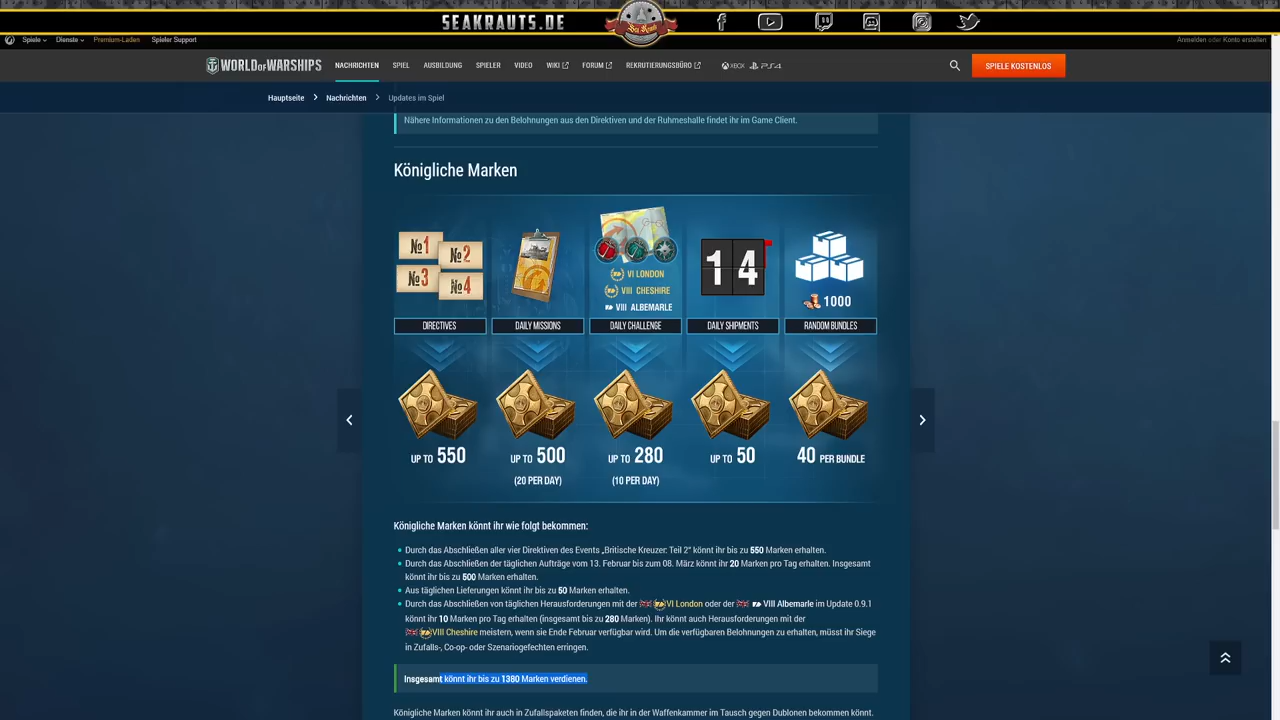 SEAKRAUTS.DE
Spiele Dienste Premium-Laden Spieler Support Anmelden oder Konto erstellen
WORLD OF WARSHIPS NACHRICHTEN SPIEL AUSBILDUNG SPIELER VIDEO WIKI FORUM REKRUTIERUNGSBÜRO XBOX PS4 SPIELE KOSTENLOS
Hauptseite Nachrichten Updates im Spiel
Nähere Informationen zu den Belohnungen aus den Direktiven und der Ruhmeshalle findet ihr im Game Client.
Königliche Marken
№1 №2
№3 №4
VI LONDON
VIII CHESHIRE
VIII ALBEMARLE
14
1000
DIRECTIVES DAILY MISSIONS DAILY CHALLENGE DAILY SHIPMENTS RANDOM BUNDLES
UP TO 550 UP TO 500 UP TO 280 UP TO 50 40 PER BUNDLE
(20 PER DAY) (10 PER DAY)
Königliche Marken könnt ihr wie folgt bekommen:
Durch das Abschließen aller vier Direktiven des Events „Britische Kreuzer: Teil 2" könnt ihr bis zu 550 Marken erhalten.
Durch das Abschließen der täglichen Aufträge vom 13. Februar bis zum 08. März könnt ihr 20 Marken pro Tag erhalten. Insgesamt
könnt ihr bis zu 500 Marken erhalten.
Aus täglichen Lieferungen könnt ihr bis zu 50 Marken erhalten.
Durch das Abschließen von täglichen Herausforderungen mit der VI London oder der VIII Albemarle im Update 0.9.1
könnt ihr 10 Marken pro Tag erhalten (insgesamt bis zu 280 Marken). Ihr könnt auch Herausforderungen mit der
VIII Cheshire meistern, wenn sie Ende Februar verfügbar wird. Um die verfügbaren Belohnungen zu erhalten, müsst ihr Siege
in Zufalls-, Co-op- oder Szenariogefechten erringen.
Insgesamt könnt ihr bis zu 1380 Marken verdienen.
Königliche Marken könnt ihr auch in Zufallspaketen finden, die ihr in der Waffenkammer im Tausch gegen Dublonen bekommen könnt.